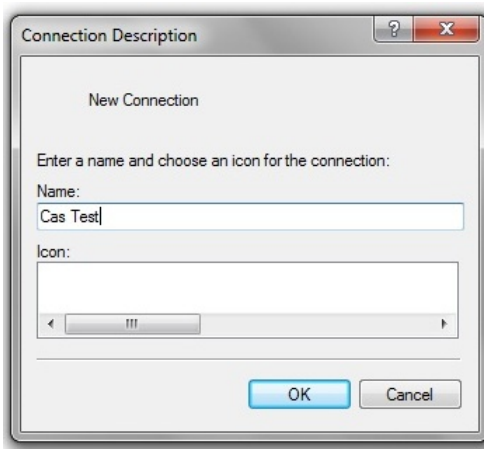 Connection Description
?
New Connection
Enter a name and choose an icon for the connection:
Name:
Cas Test
Icon:
OK
Cancel